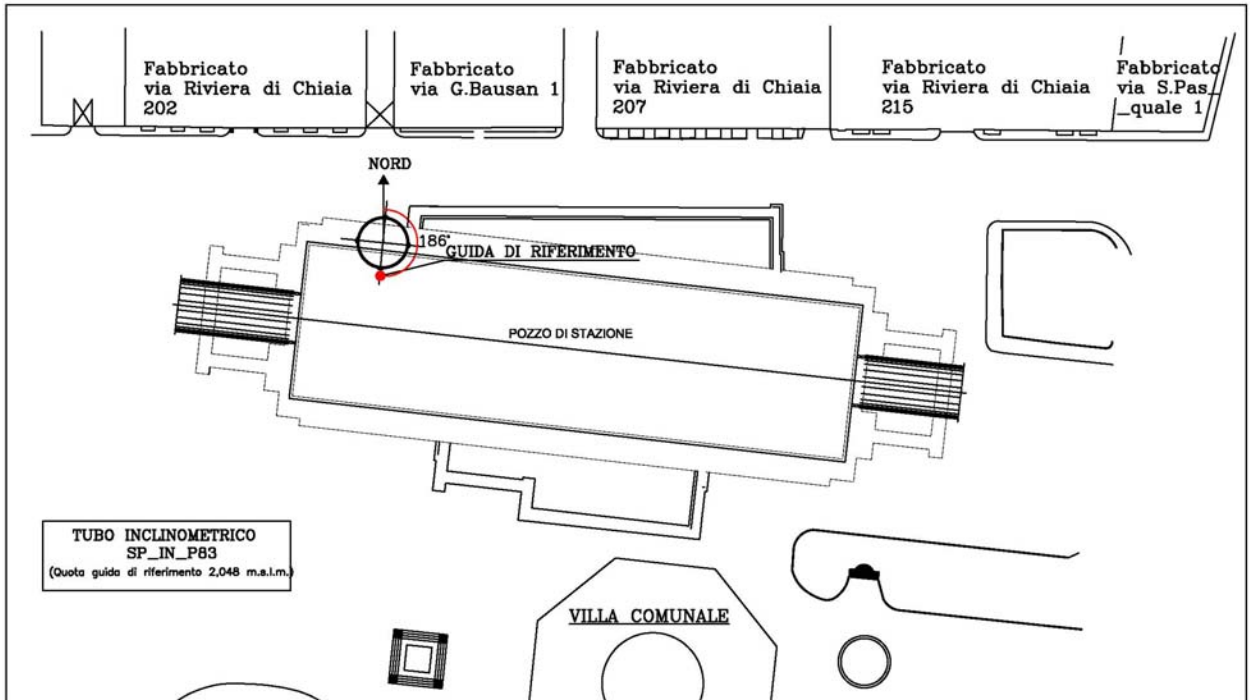 Fabbricato
via Riviera di Chiaia
202
Fabbricato
via G.Bausan 1
Fabbricato
via Riviera di Chiaia
207
Fabbricato
via Riviera di Chiaia
215
Fabbricato
via S.Pas_
_quale 1
NORD
186°
GUIDA DI RIFERIMENTO
POZZO DI STAZIONE
TUBO INCLINOMETRICO
SP_IN_P83
(Quota guida di riferimento 2,048 m.s.l.m.)
VILLA COMUNALE